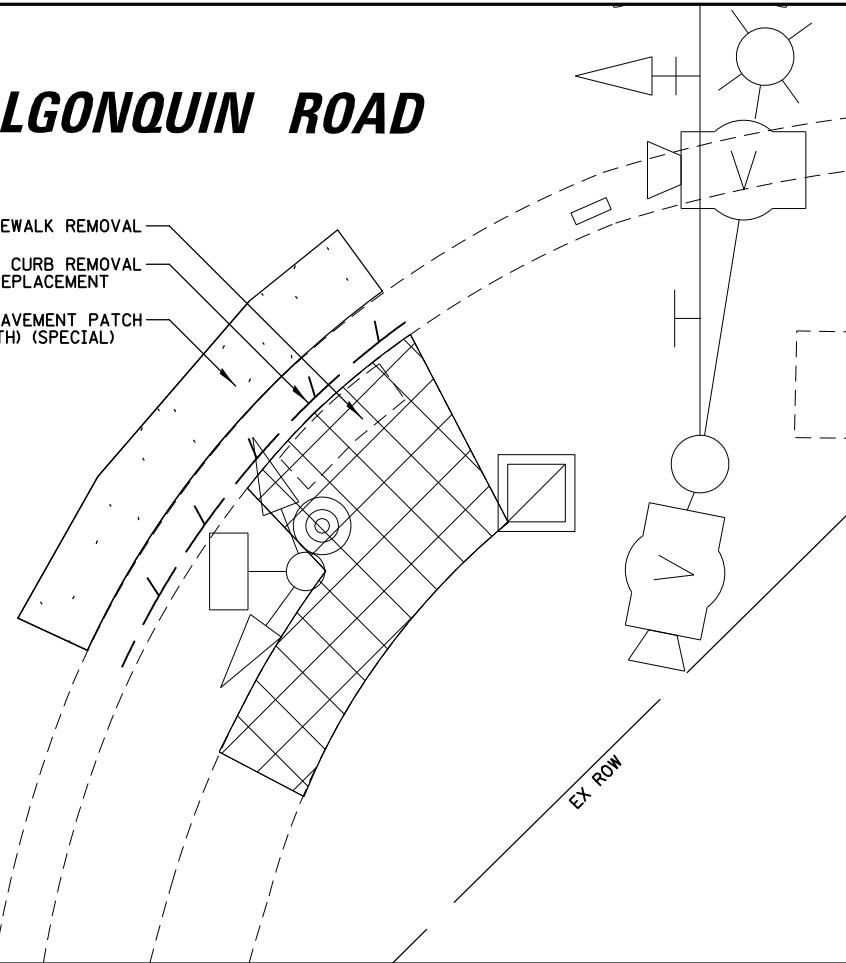 LGONQUIN ROAD
EWALK REMOVAL
CURB REMOVAL
EPLACEMENT
AVEMENT PATCH
TH) (SPECIAL)
EX ROW